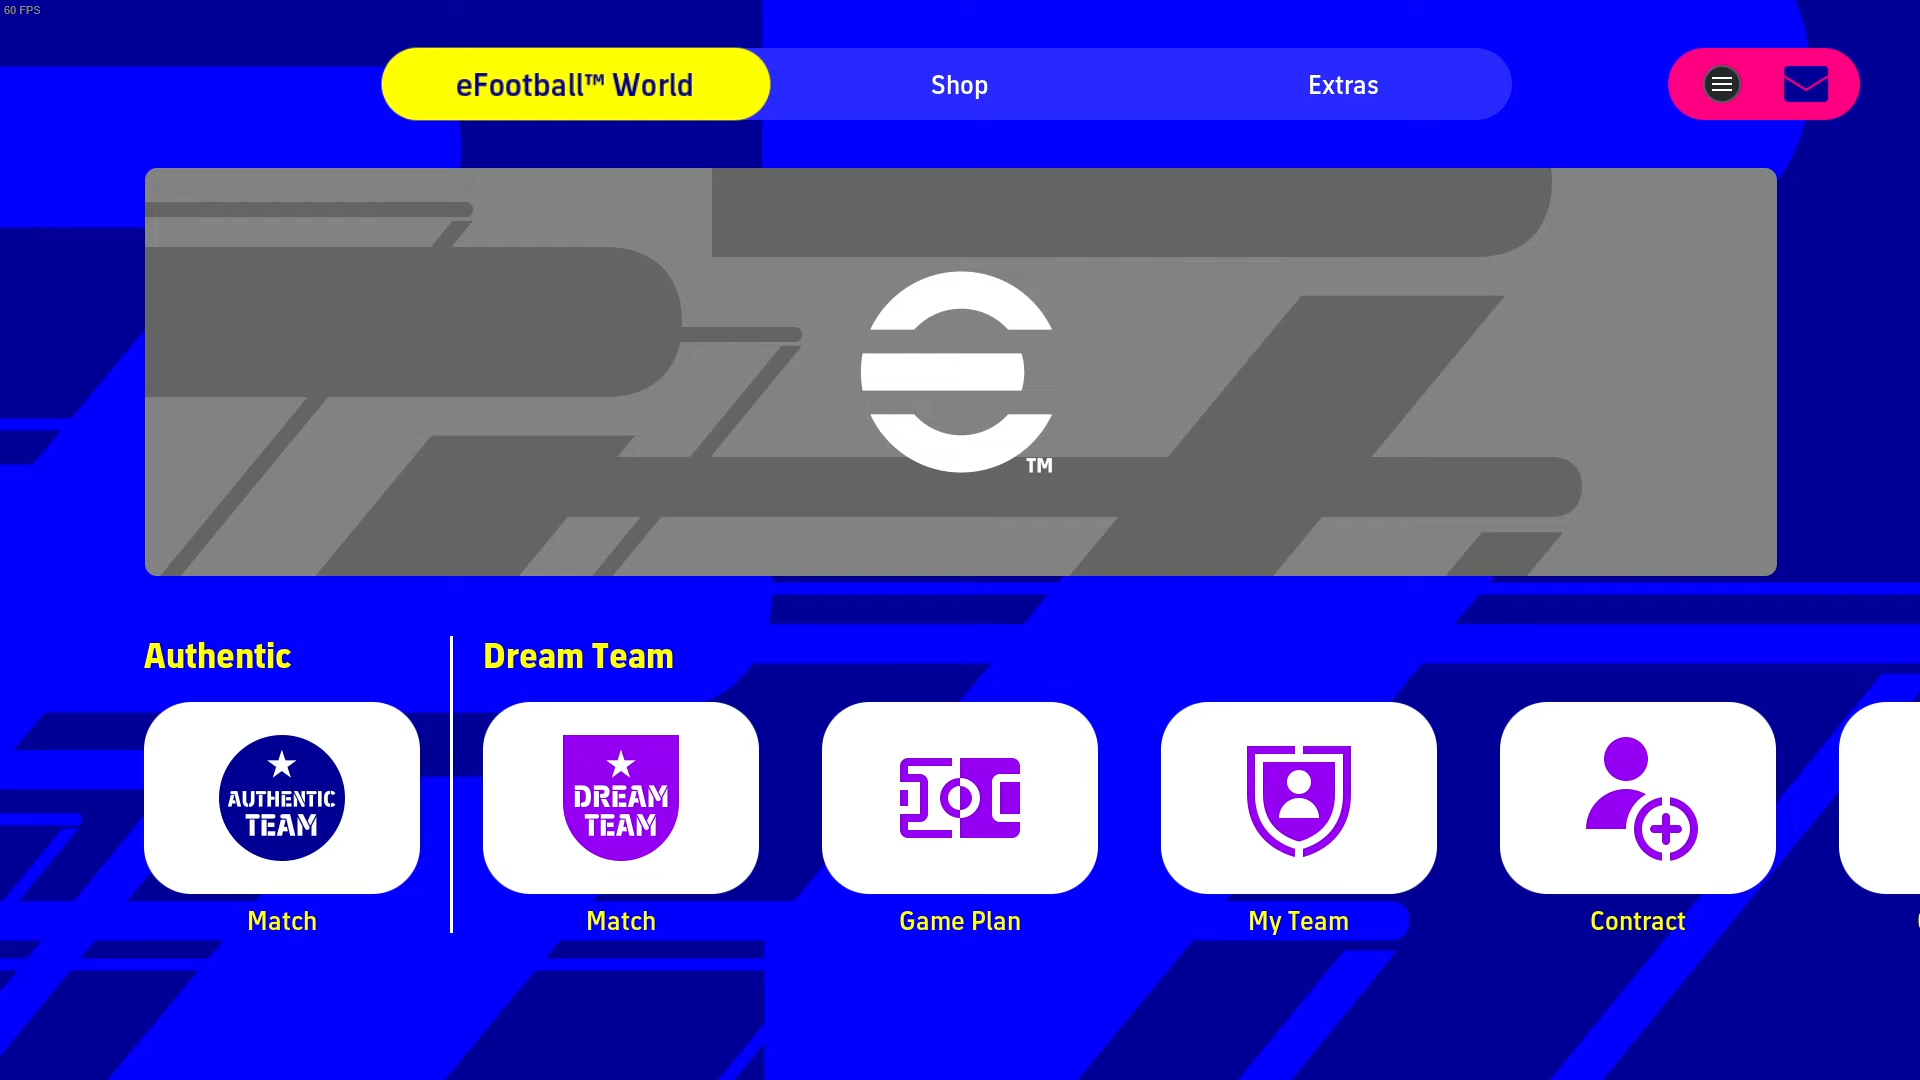 60 FPS
eFootball™ World
Shop
Extras
TM
Authentic
Dream Team
AUTHENTIC
TEAM
DREAM
TEAM
Match
Match
Game Plan
My Team
Contract